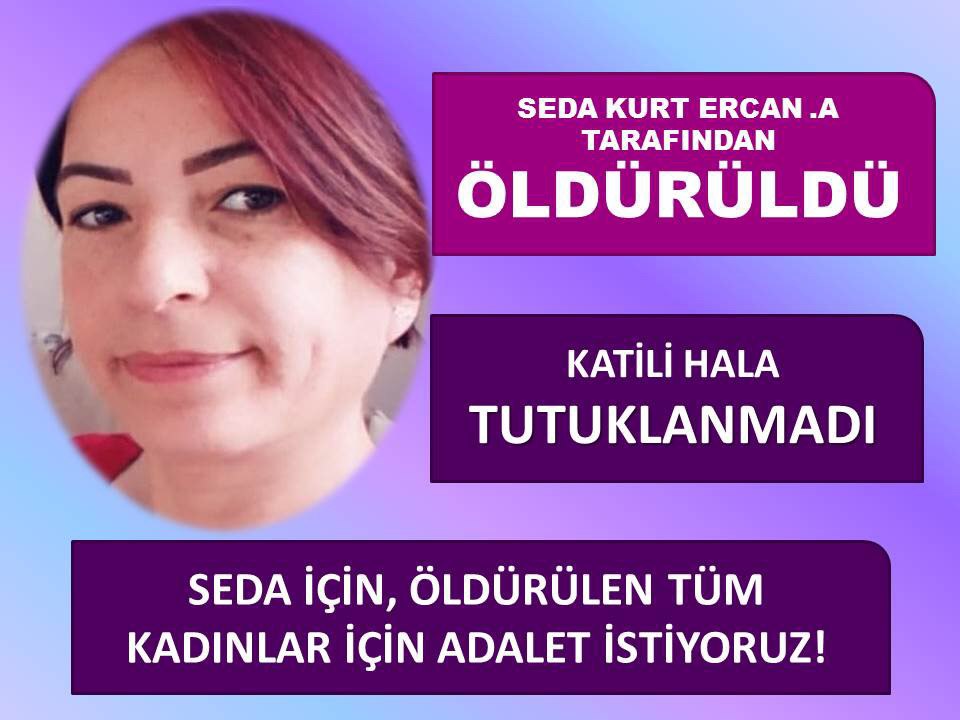 SEDA KURT ERCAN .A
TARAFINDAN
ÖLDÜRÜLDÜ
KATİLİ HALA
TUTUKLANMADI
SEDA İÇİN, ÖLDÜRÜLEN TÜM
KADINLAR İÇİN ADALET İSTİYORUZ!